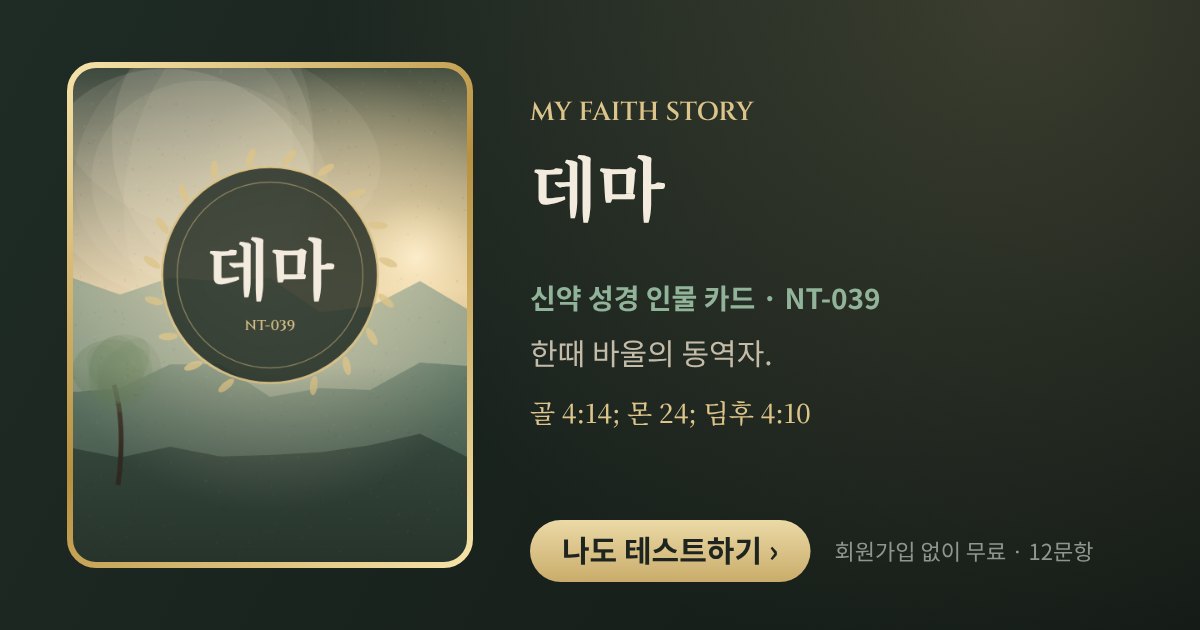 데마
NT-039
MY FAITH STORY
데마
신약 성경 인물 카드 · NT-039
한때 바울의 동역자.
골 4:14; 몬 24; 딤후 4:10
나도 테스트하기 ›
회원가입 없이 무료 · 12문항